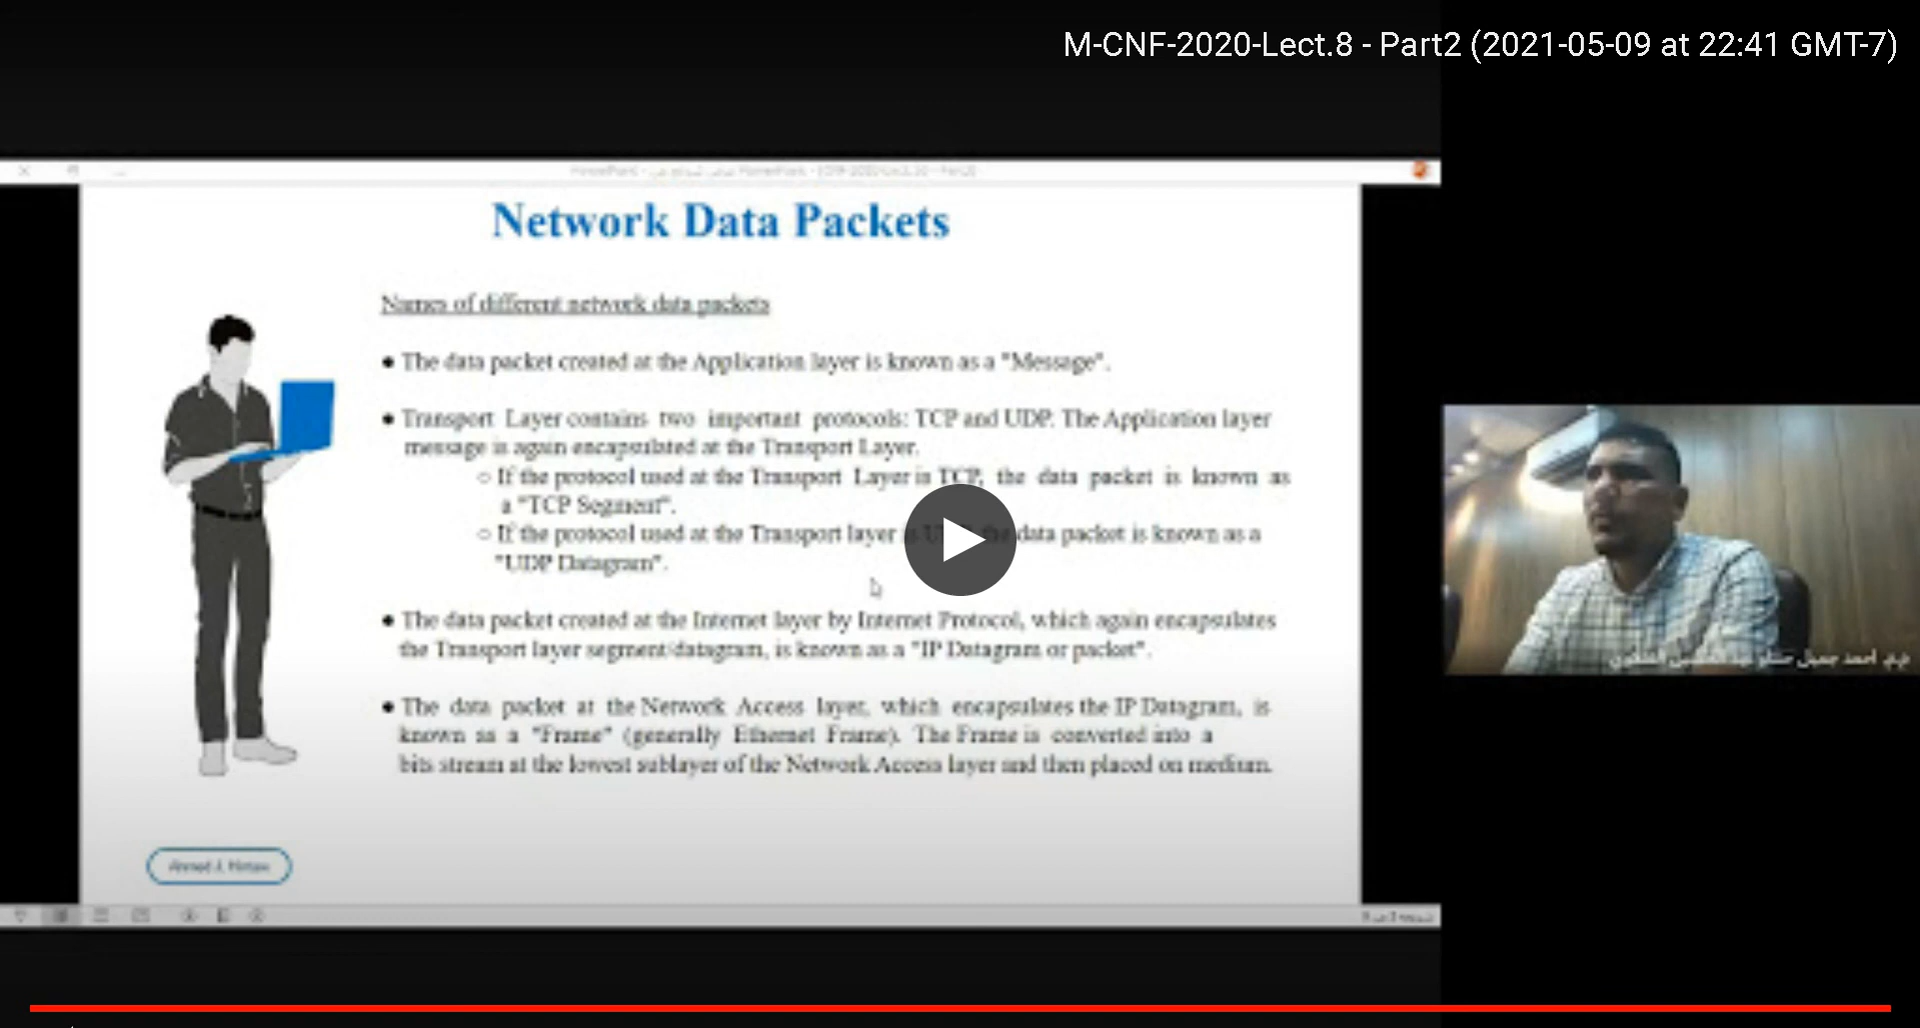 M-CNF-2020-Lect.8 - Part2 (2021-05-09 at 22:41 GMT-7)
Network Data Packets
Names of different network data packets
● The data packet created at the Application layer is known as a "Message".
● Transport Layer contains two important protocols: TCP and UDP. The Application layer
message is again encapsulated at the Transport Layer.
○ If the protocol used at the Transport Layer is TCP, the data packet is known as
a "TCP Segment".
○ If the protocol used at the Transport layer data packet is known as a
"UDP Datagram".
● The data packet created at the Internet layer by Internet Protocol, which again encapsulates
the Transport layer segment/datagram, is known as a "IP Datagram or packet".
● The data packet at the Network Access layer, which encapsulates the IP Datagram, is
known as a "Frame" (generally Ethernet Frame). The Frame is converted into a
bits stream at the lowest sublayer of the Network Access layer and then placed on medium.
احمد جميل